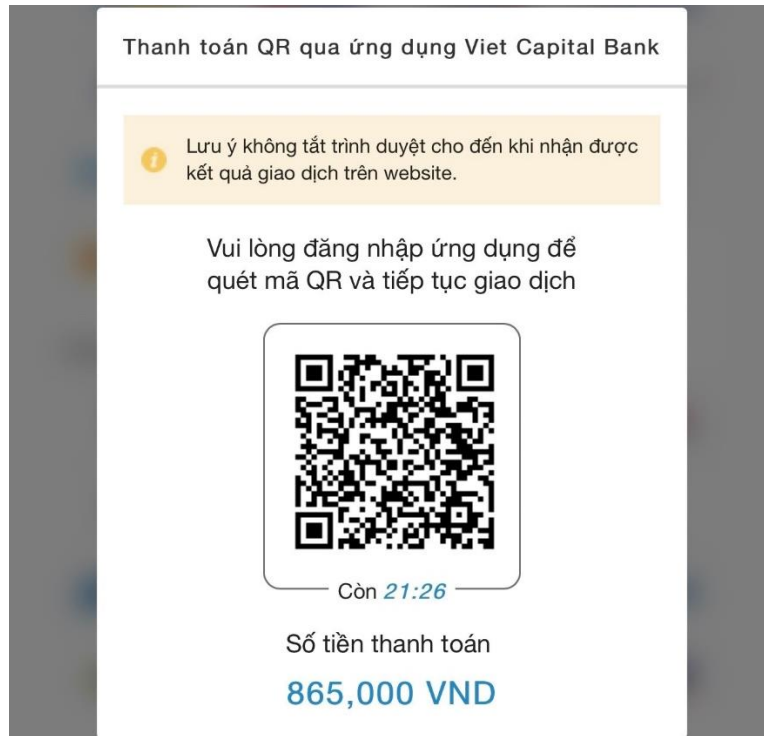 Thanh toán QR qua ứng dụng Viet Capital Bank
Lưu ý không tắt trình duyệt cho đến khi nhận được
kết quả giao dịch trên website.
Vui lòng đăng nhập ứng dụng để
quét mã QR và tiếp tục giao dịch
Còn 21:26
Số tiền thanh toán
865,000 VND